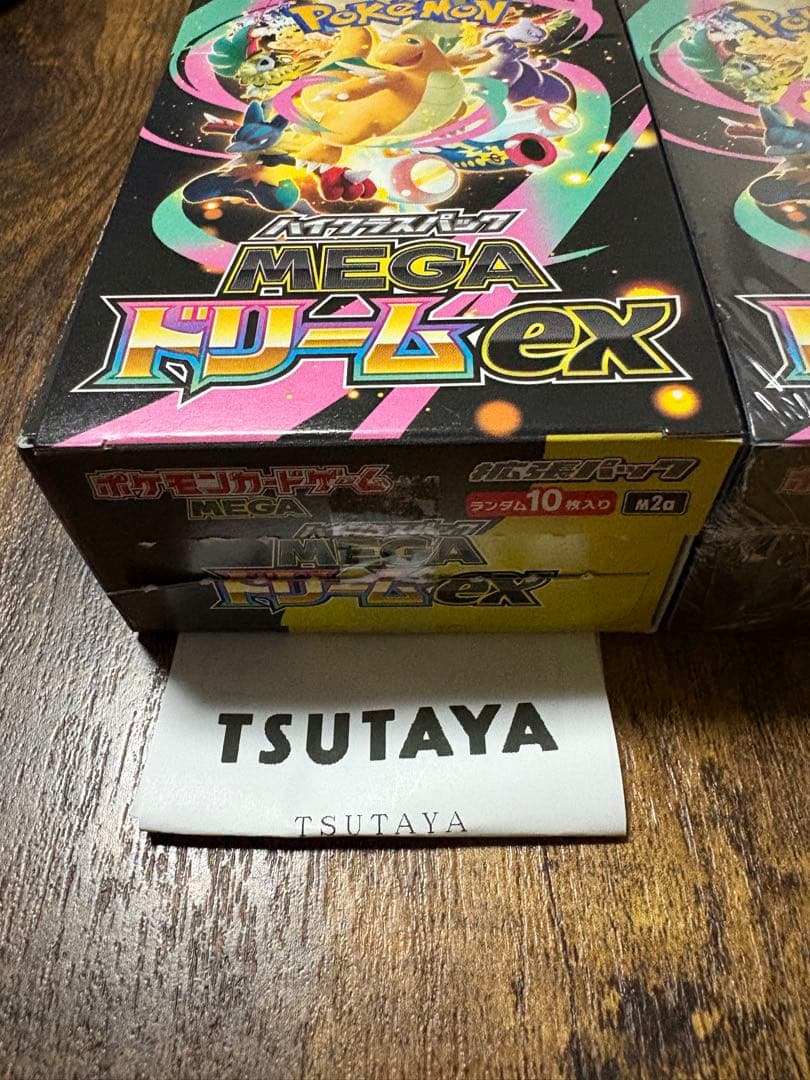 Pokémon
ハイクラスパック
MEGA
ドリームex
ポケモンカードゲーム
MEGA
拡張パック
ランダム10枚入り
M2a
ハイクラスパック
MEGA
ドリームex
TSUTAYA
TSUTAYA